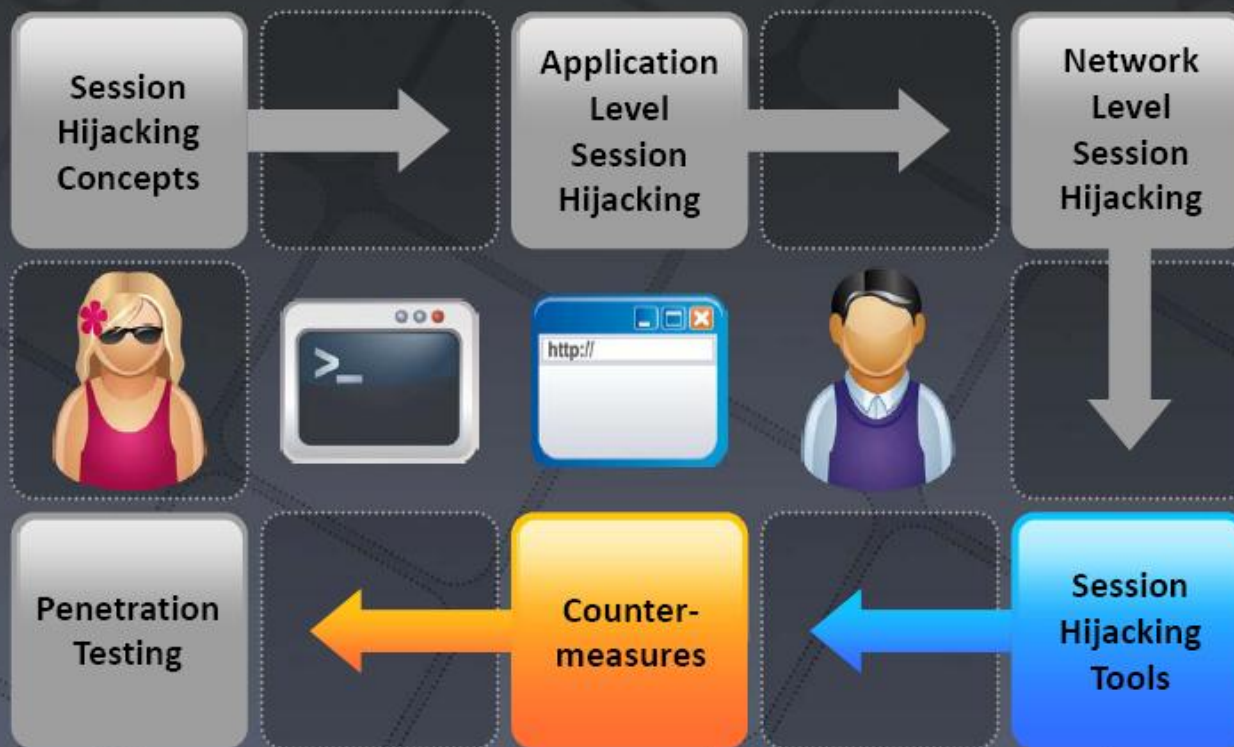 Session
Hijacking
Concepts
Application
Level
Session
Hijacking
Network
Level
Session
Hijacking
>_
http://
Session
Hijacking
Tools
Counter-
measures
Penetration
Testing